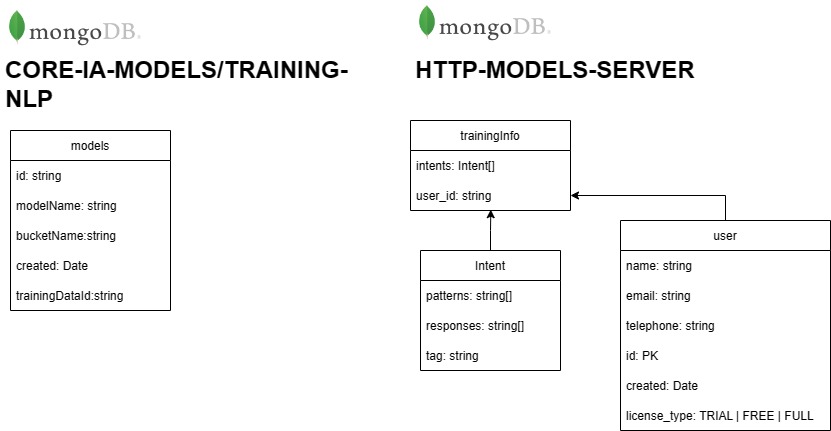 mongoDB®
CORE-IA-MODELS/TRAINING-
NLP
models
id: string
modelName: string
bucketName:string
created: Date
trainingDataId:string
mongoDB®
HTTP-MODELS-SERVER
trainingInfo
intents: Intent[]
user_id: string
Intent
patterns: string[]
responses: string[]
tag: string
user
name: string
email: string
telephone: string
id: PK
created: Date
license_type: TRIAL | FREE | FULL